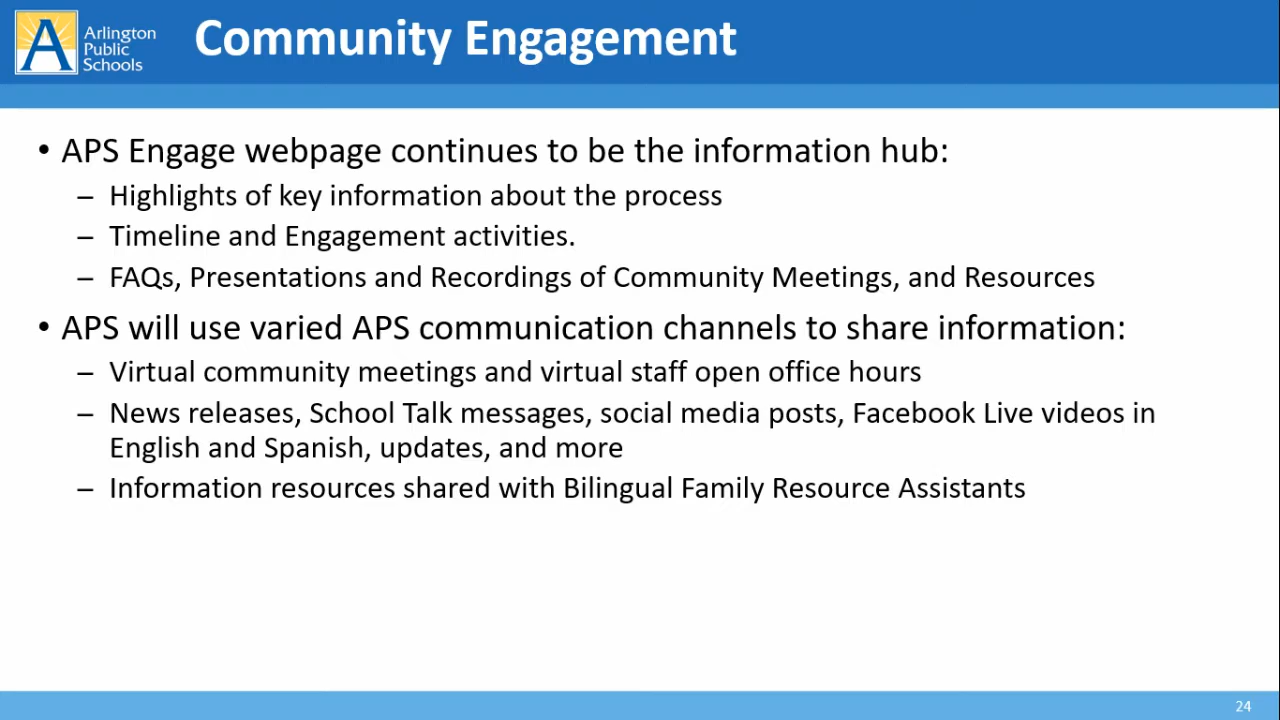 A
Arlington
Public
Schools
Community Engagement
• APS Engage webpage continues to be the information hub:
– Highlights of key information about the process
– Timeline and Engagement activities.
– FAQs, Presentations and Recordings of Community Meetings, and Resources
• APS will use varied APS communication channels to share information:
– Virtual community meetings and virtual staff open office hours
– News releases, School Talk messages, social media posts, Facebook Live videos in
English and Spanish, updates, and more
– Information resources shared with Bilingual Family Resource Assistants
24